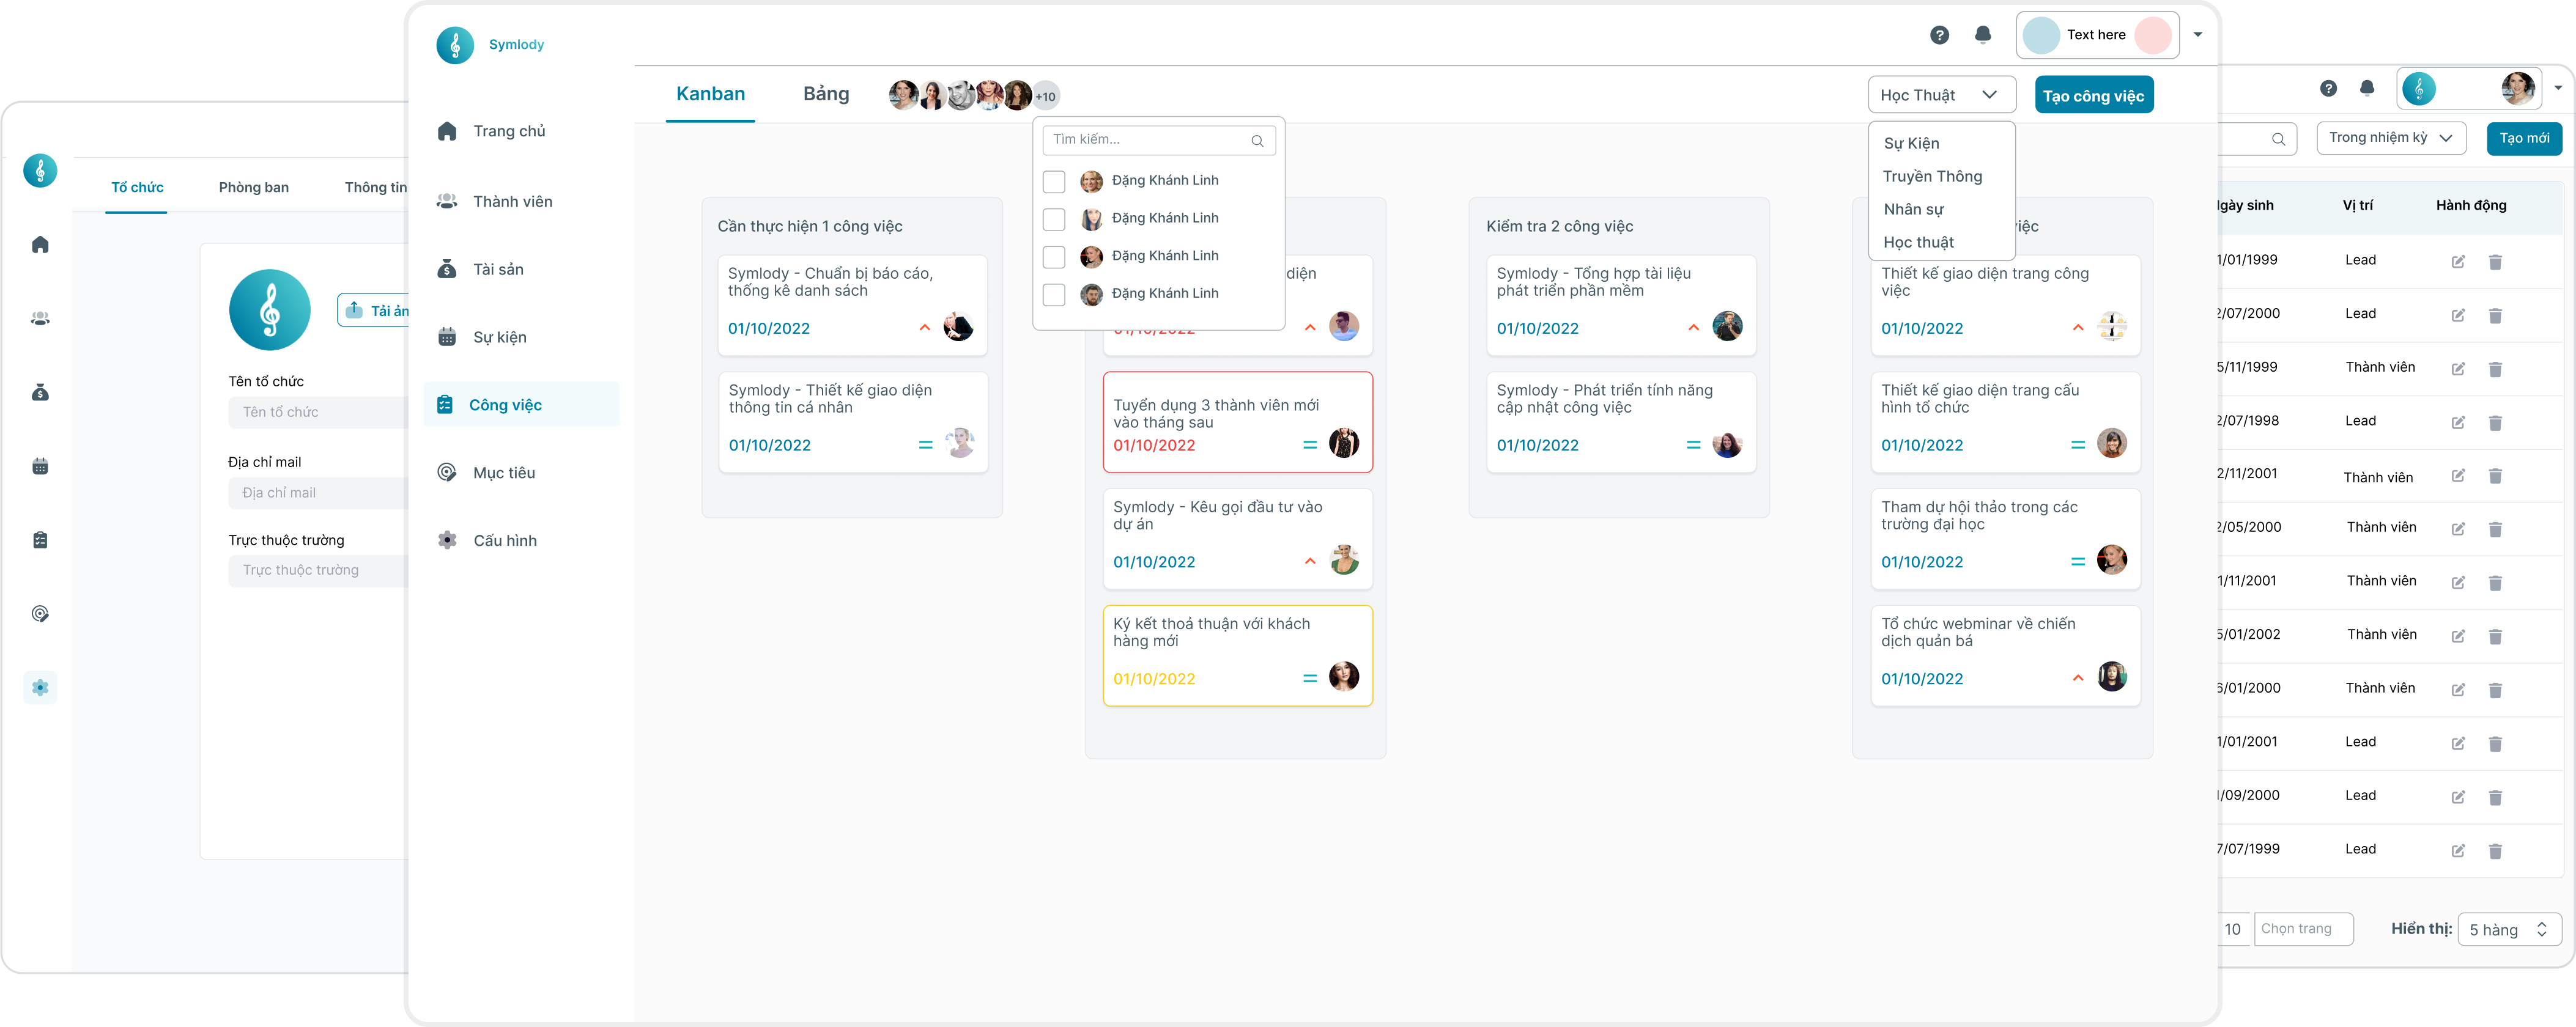 Tổ chức
Phòng ban
Thông tin
Tải ản
Tên tổ chức
Tên tổ chức
Địa chỉ mail
Địa chỉ mail
Trực thuộc trường
Trực thuộc trường
Symlody
Trang chủ
Thành viên
Tài sản
Sự kiện
Công việc
Mục tiêu
Cấu hình
Text here
Kanban
Bảng
+10
Học Thuật
Tạo công việc
Tìm kiếm...
Đặng Khánh Linh
Đặng Khánh Linh
Đặng Khánh Linh
Đặng Khánh Linh
Sự Kiện
Truyền Thông
Nhân sự
Học thuật
Cần thực hiện 1 công việc
Symlody - Chuẩn bị báo cáo,
thống kê danh sách
01/10/2022
Symlody - Thiết kế giao diện
thông tin cá nhân
01/10/2022
diện
01/10/2022
Tuyển dụng 3 thành viên mới
vào tháng sau
01/10/2022
Symlody - Kêu gọi đầu tư vào
dự án
01/10/2022
Ký kết thoả thuận với khách
hàng mới
01/10/2022
Kiểm tra 2 công việc
Symlody - Tổng hợp tài liệu
phát triển phần mềm
01/10/2022
Symlody - Phát triển tính năng
cập nhật công việc
01/10/2022
iệc
Thiết kế giao diện trang công
việc
01/10/2022
Thiết kế giao diện trang cấu
hình tổ chức
01/10/2022
Tham dự hội thảo trong các
trường đại học
01/10/2022
Tổ chức webminar về chiến
dịch quản bá
01/10/2022
Trong nhiệm kỳ
Tạo mới
gày sinh Vị trí Hành động
1/01/1999 Lead
2/07/2000 Lead
5/11/1999 Thành viên
2/07/1998 Lead
2/11/2001 Thành viên
2/05/2000 Thành viên
1/11/2001 Thành viên
5/01/2002 Thành viên
6/01/2000 Thành viên
1/01/2001 Lead
1/09/2000 Lead
7/07/1999 Lead
10
Chọn trang
Hiển thị:
5 hàng